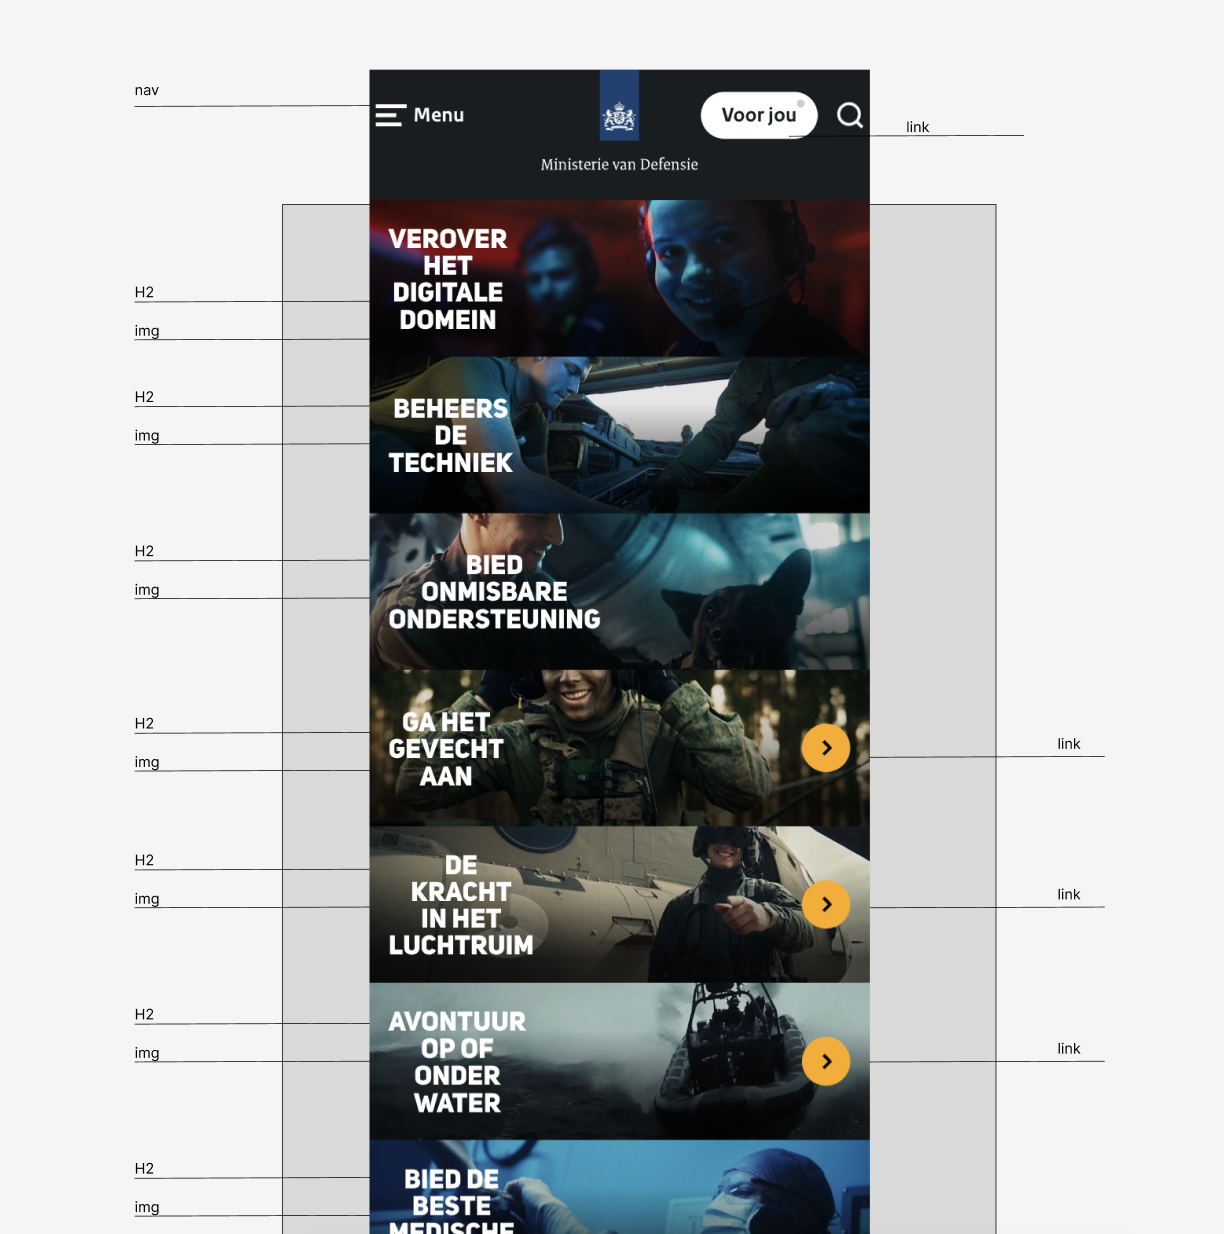 nav
Menu
Voor jou
link
Ministerie van Defensie
H2
img
VEROVER
HET
DIGITALE
DOMEIN
H2
img
BEHEERS
DE
TECHNIEK
H2
img
BIED
ONMISBARE
ONDERSTEUNING
H2
img
GA HET
GEVECHT
AAN
link
H2
img
DE
KRACHT
IN HET
LUCHTRUIM
link
H2
img
AVONTUUR
OP OF
ONDER
WATER
link
H2
img
BIED DE
BESTE
MEDISCHE